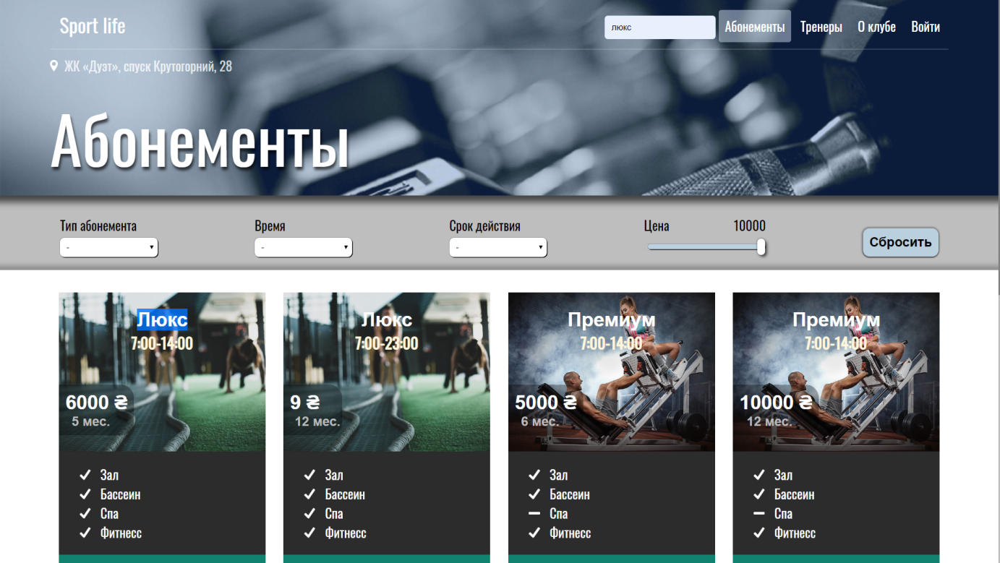 Sport life
люкс
Абонементы
Тренеры
О клубе
Войти
ЖК «Дуэт», спуск Крутогорний, 28
Абонементы
Тип абонемента
-
Время
-
Срок действия
-
Цена
10000
Сбросить
Люкс
7:00-14:00
6000 ₴
5 мес.
Зал
Бассеин
Спа
Фитнесс
Люкс
7:00-23:00
9 ₴
12 мес.
Зал
Бассеин
Спа
Фитнесс
Премиум
7:00-14:00
5000 ₴
6 мес.
Зал
Бассеин
Спа
Фитнесс
Премиум
7:00-14:00
10000 ₴
12 мес.
Зал
Бассеин
Спа
Фитнесс